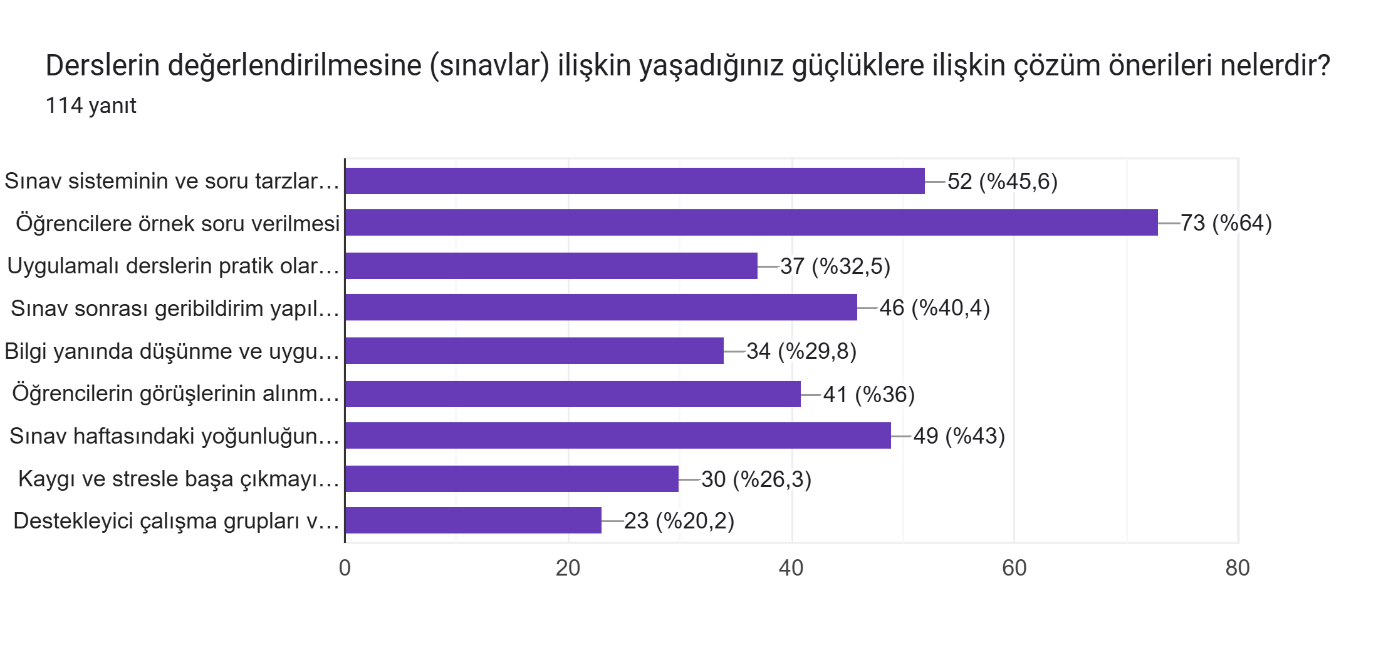 Derslerin değerlendirilmesine (sınavlar) ilişkin yaşadığınız güçlüklere ilişkin çözüm önerileri nelerdir?
114 yanıt
Sınav sisteminin ve soru tarzlar… 52 (%45,6)
Öğrencilere örnek soru verilmesi 73 (%64)
Uygulamalı derslerin pratik olar… 37 (%32,5)
Sınav sonrası geribildirim yapıl… 46 (%40,4)
Bilgi yanında düşünme ve uygu… 34 (%29,8)
Öğrencilerin görüşlerinin alınm… 41 (%36)
Sınav haftasındaki yoğunluğun… 49 (%43)
Kaygı ve stresle başa çıkmayı… 30 (%26,3)
Destekleyici çalışma grupları v… 23 (%20,2)
0 20 40 60 80